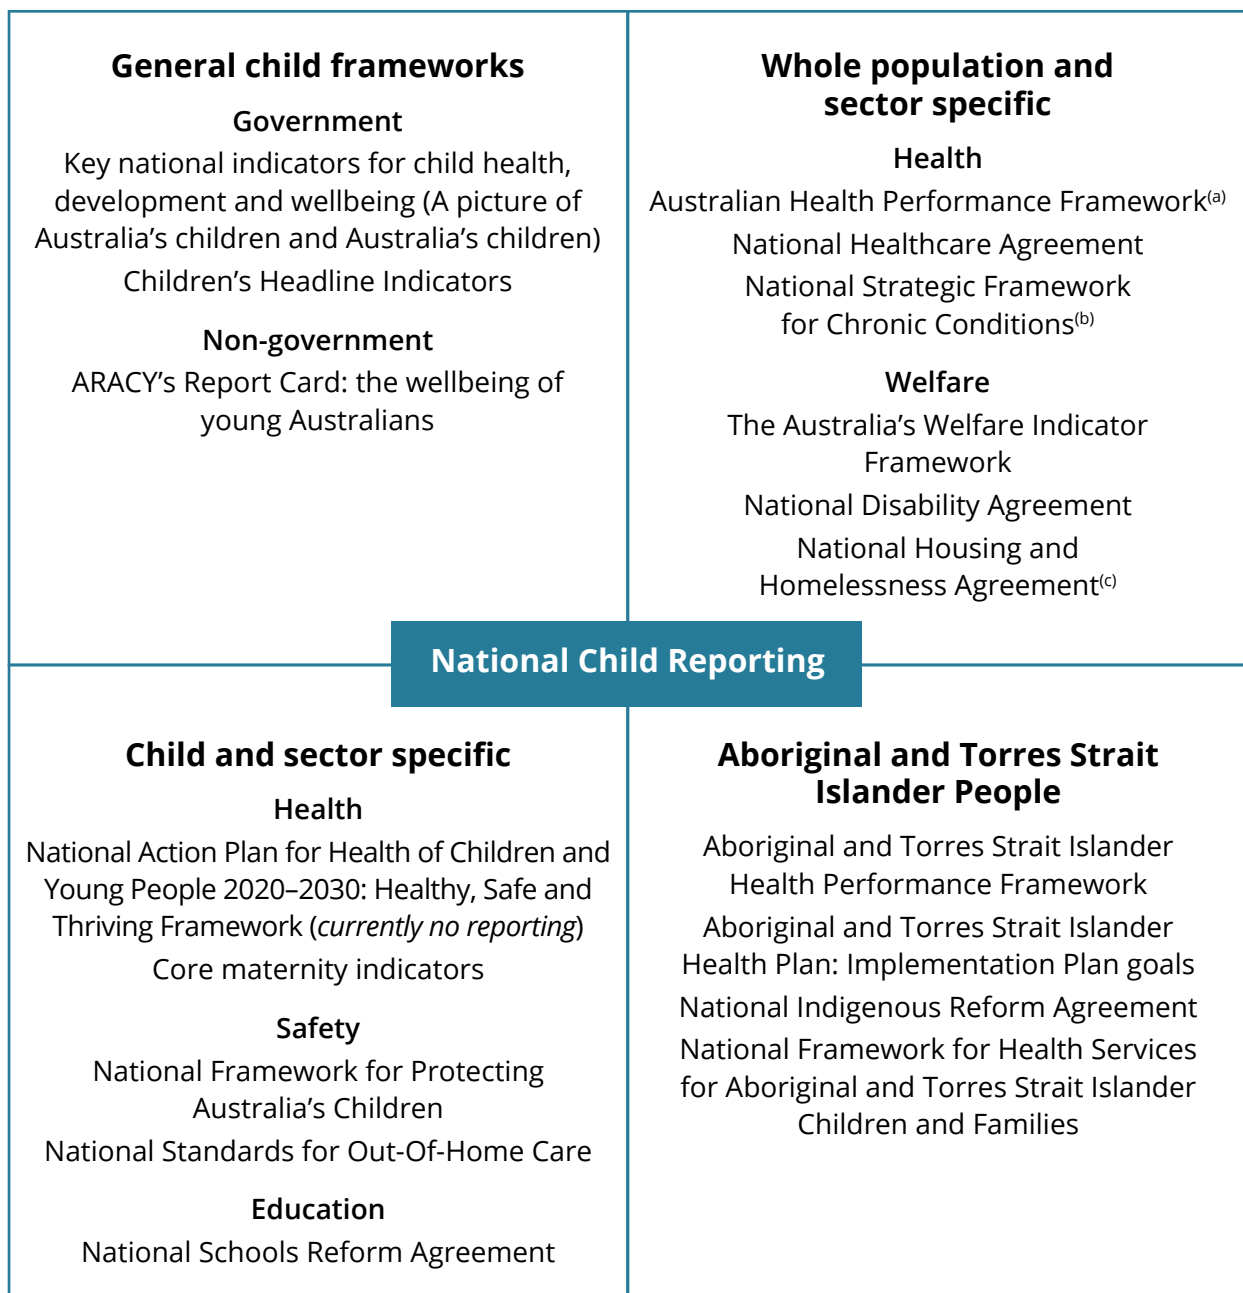 General child frameworks
Government
Key national indicators for child health,
development and wellbeing (A picture of
Australia’s children and Australia’s children)
Children’s Headline Indicators
Non-government
ARACY’s Report Card: the wellbeing of
young Australians
Whole population and
sector specific
Health
Australian Health Performance Framework(a)
National Healthcare Agreement
National Strategic Framework
for Chronic Conditions(b)
Welfare
The Australia’s Welfare Indicator
Framework
National Disability Agreement
National Housing and
Homelessness Agreement(c)
National Child Reporting
Child and sector specific
Health
National Action Plan for Health of Children and
Young People 2020–2030: Healthy, Safe and
Thriving Framework (currently no reporting)
Core maternity indicators
Safety
National Framework for Protecting
Australia’s Children
National Standards for Out-Of-Home Care
Education
National Schools Reform Agreement
Aboriginal and Torres Strait
Islander People
Aboriginal and Torres Strait Islander
Health Performance Framework
Aboriginal and Torres Strait Islander
Health Plan: Implementation Plan goals
National Indigenous Reform Agreement
National Framework for Health Services
for Aboriginal and Torres Strait Islander
Children and Families